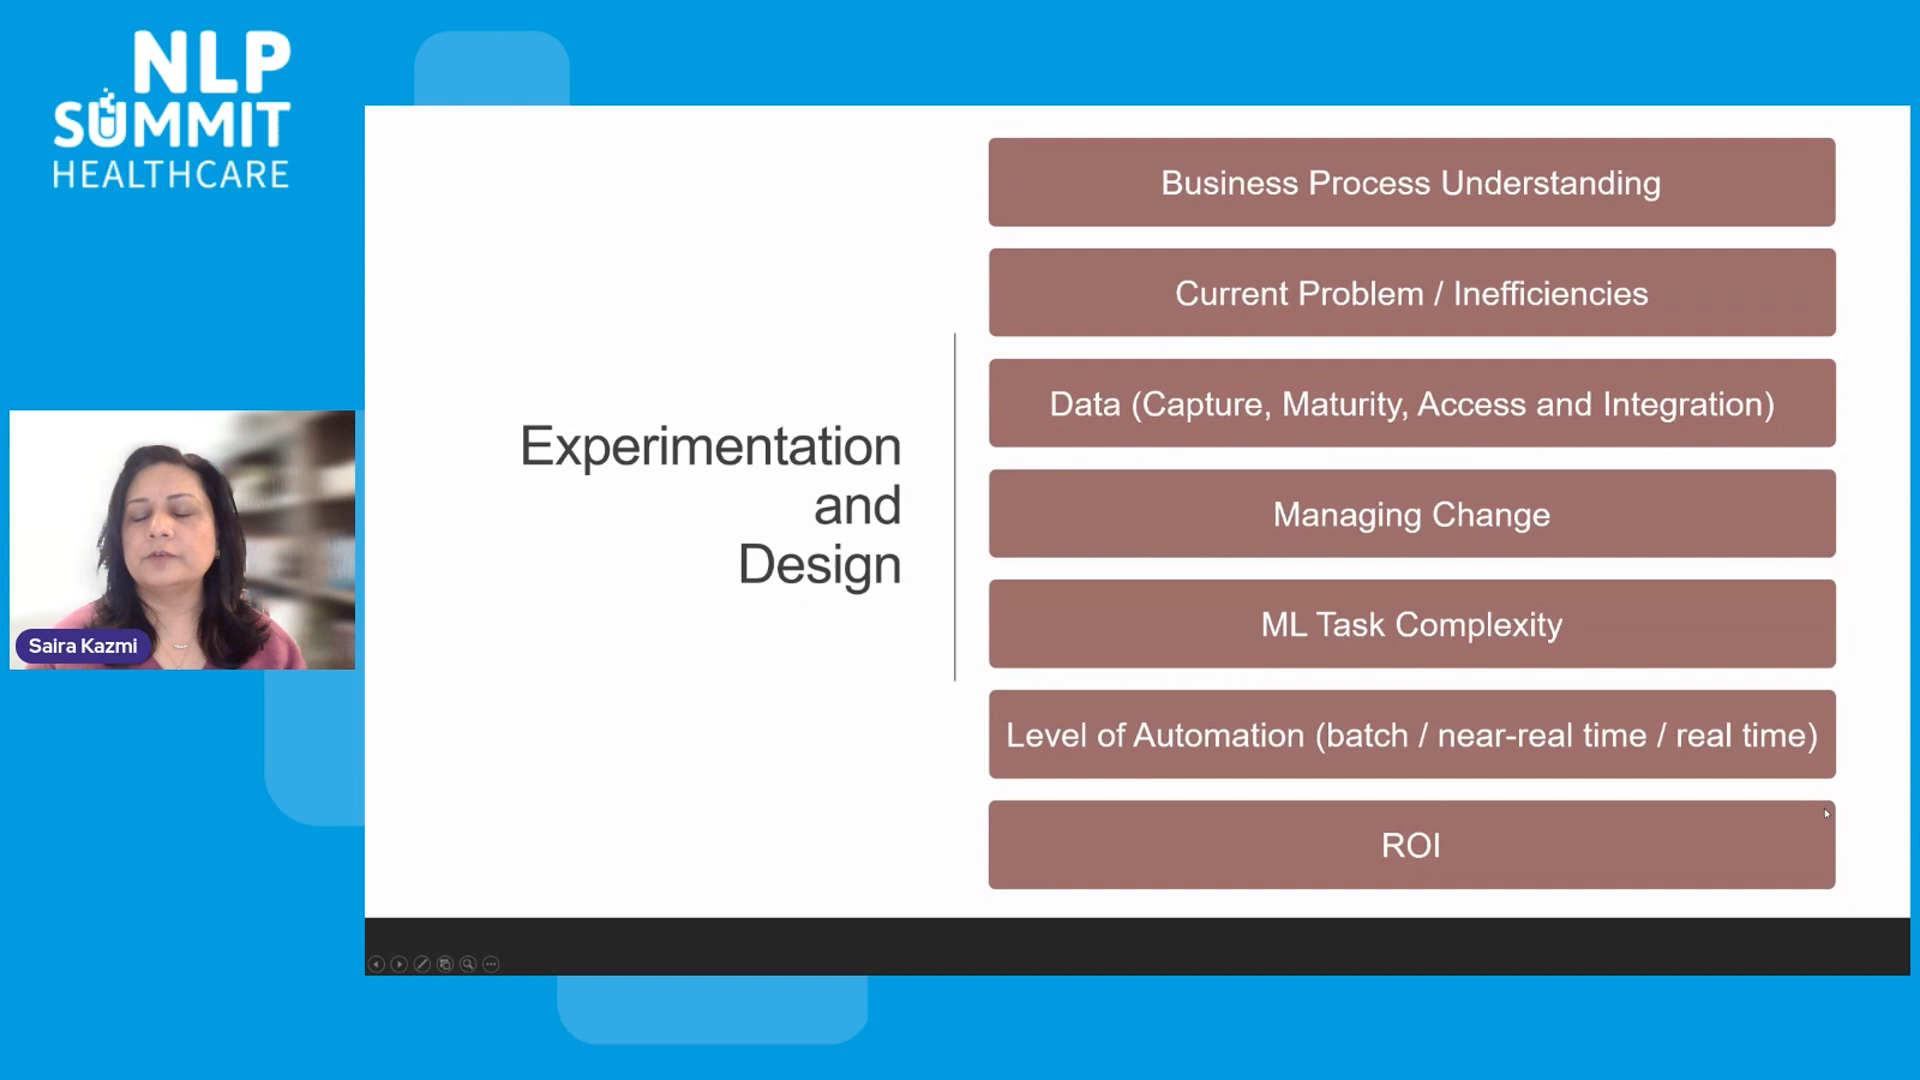 NLP
SUMMIT
HEALTHCARE
Saira Kazmi
Experimentation
and
Design
Business Process Understanding
Current Problem / Inefficiencies
Data (Capture, Maturity, Access and Integration)
Managing Change
ML Task Complexity
Level of Automation (batch / near-real time / real time)
ROI